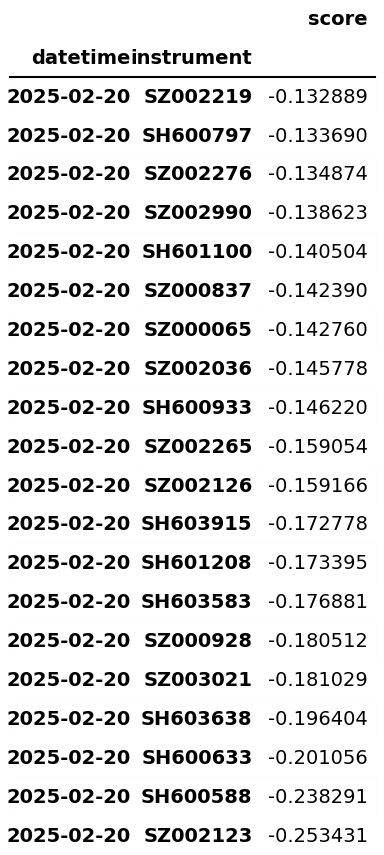 score
datetime instrument
2025-02-20 SZ002219 -0.132889
2025-02-20 SH600797 -0.133690
2025-02-20 SZ002276 -0.134874
2025-02-20 SZ002990 -0.138623
2025-02-20 SH601100 -0.140504
2025-02-20 SZ000837 -0.142390
2025-02-20 SZ000065 -0.142760
2025-02-20 SZ002036 -0.145778
2025-02-20 SH600933 -0.146220
2025-02-20 SZ002265 -0.159054
2025-02-20 SZ002126 -0.159166
2025-02-20 SH603915 -0.172778
2025-02-20 SH601208 -0.173395
2025-02-20 SH603583 -0.176881
2025-02-20 SZ000928 -0.180512
2025-02-20 SZ003021 -0.181029
2025-02-20 SH603638 -0.196404
2025-02-20 SH600633 -0.201056
2025-02-20 SH600588 -0.238291
2025-02-20 SZ002123 -0.253431